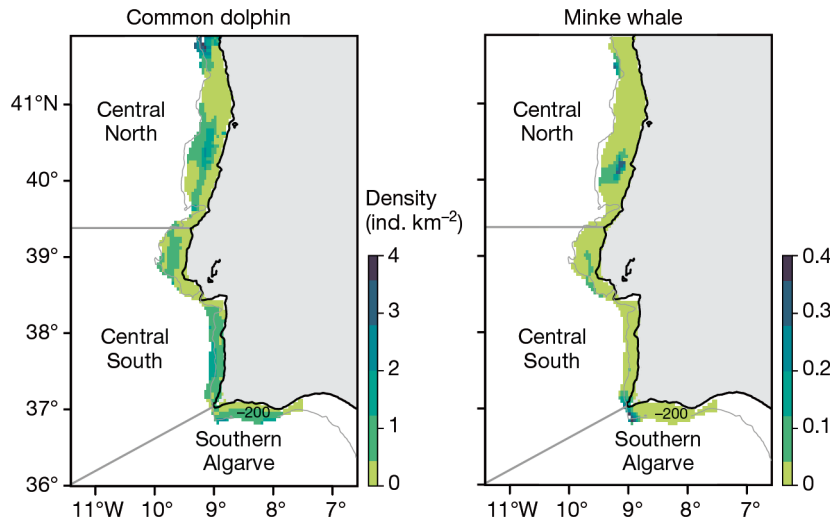 Common dolphin
Minke whale
41°N
40°
39°
38°
37°
36°
Central
North
Central
South
Southern
Algarve
−200
11°W
10°
9°
8°
7°
Density
(ind. km−2)
4
3
2
1
0
Central
North
Central
South
Southern
Algarve
−200
11°W
10°
9°
8°
7°
0.4
0.3
0.2
0.1
0